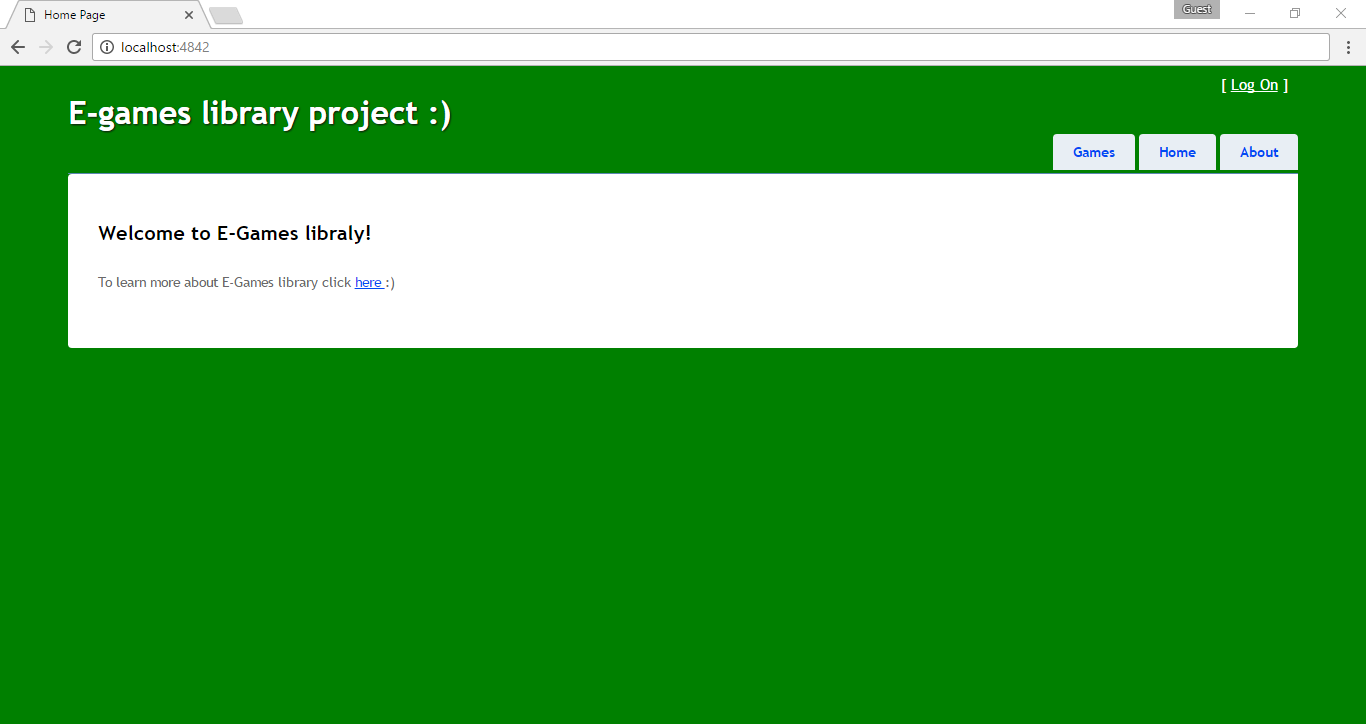 Home Page
Guest
localhost:4842
[ Log On ]
E-games library project :)
Games Home About
Welcome to E-Games libraly!
To learn more about E-Games library click here :)